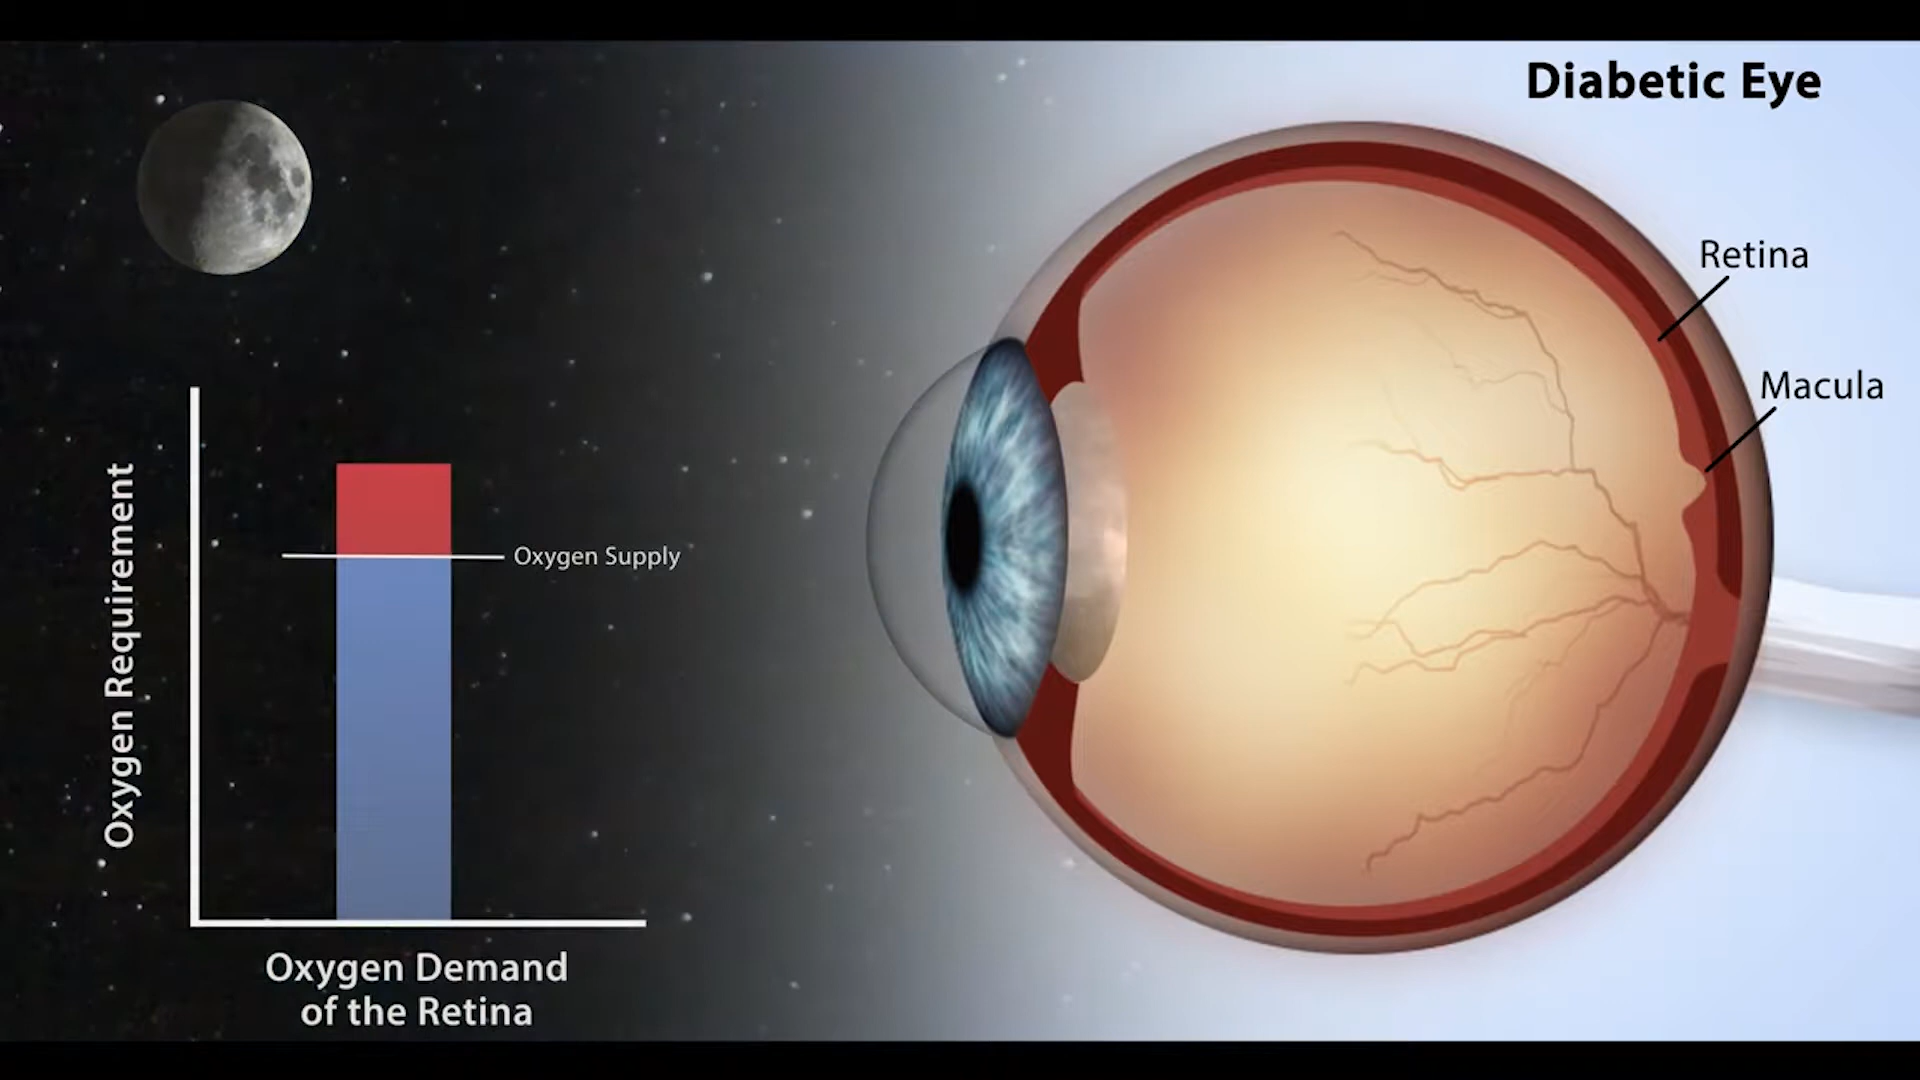 Diabetic Eye
Retina
Macula
Oxygen Requirement
Oxygen Supply
Oxygen Demand
of the Retina